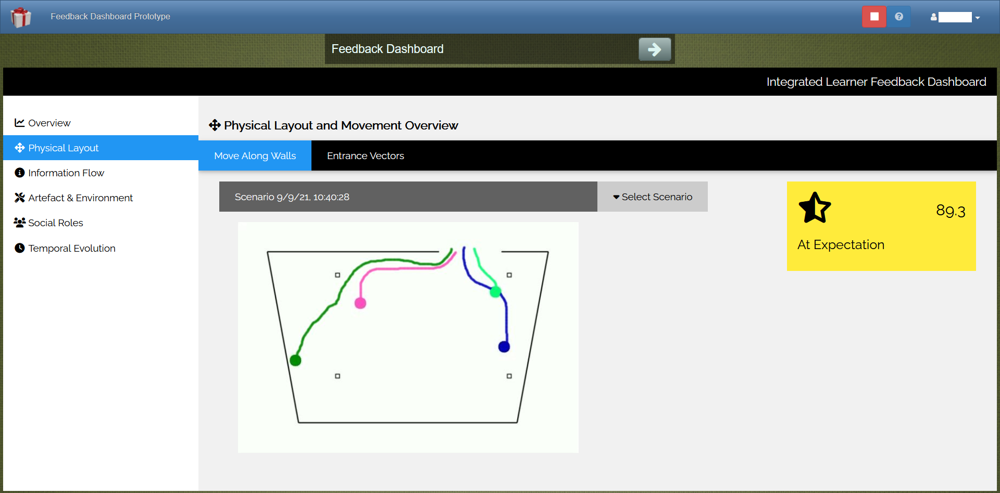 Feedback Dashboard Prototype
Feedback Dashboard
Integrated Learner Feedback Dashboard
Overview
Physical Layout
Information Flow
Artefact & Environment
Social Roles
Temporal Evolution
Physical Layout and Movement Overview
Move Along Walls
Entrance Vectors
Scenario 9/9/21, 10:40:28
Select Scenario
89.3
At Expectation